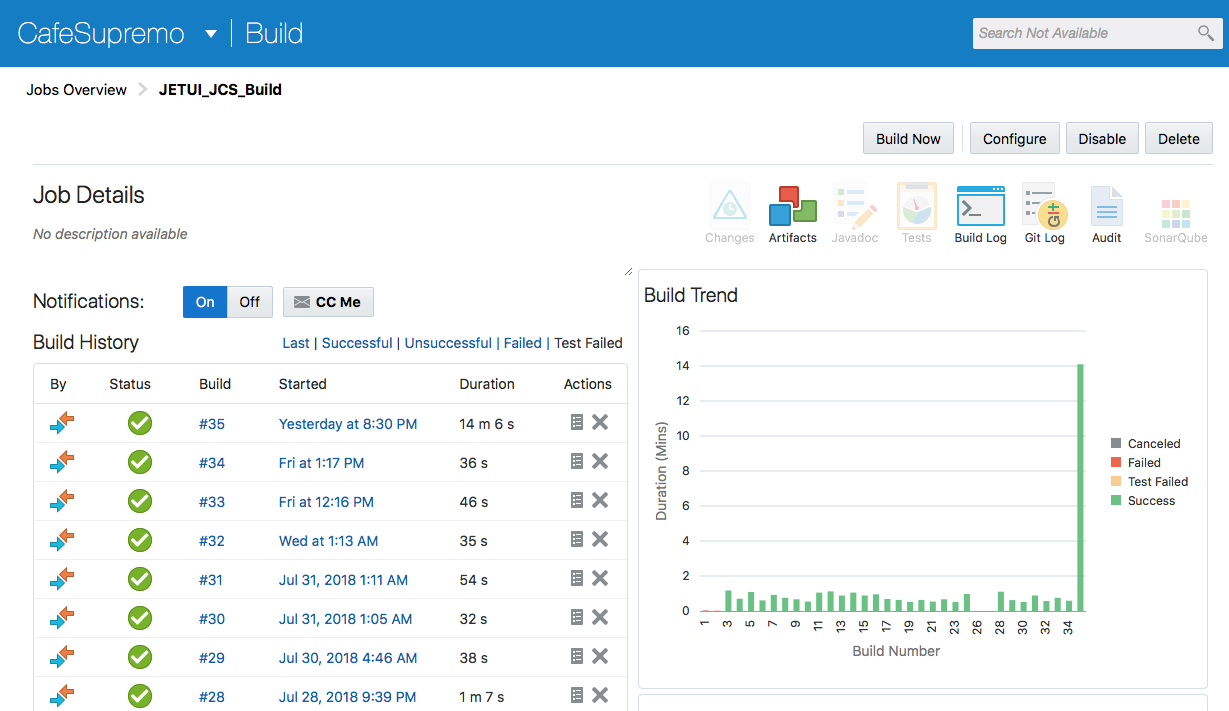 CafeSupremo Build
Search Not Available
Jobs Overview JETUI_JCS_Build
Build Now Configure Disable Delete
Job Details
No description available
Changes Artifacts Javadoc Tests Build Log Git Log Audit SonarQube
Notifications: On Off CC Me
Build History Last | Successful | Unsuccessful | Failed | Test Failed
By Status Build Started Duration Actions
#35 Yesterday at 8:30 PM 14 m 6 s
#34 Fri at 1:17 PM 36 s
#33 Fri at 12:16 PM 46 s
#32 Wed at 1:13 AM 35 s
#31 Jul 31, 2018 1:11 AM 54 s
#30 Jul 31, 2018 1:05 AM 32 s
#29 Jul 30, 2018 4:46 AM 38 s
#28 Jul 28, 2018 9:39 PM 1 m 7 s
Build Trend
Duration (Mins)
16
14
12
10
8
6
4
2
0
1 3 5 7 9 11 13 15 17 19 21 23 26 28 30 32 34
Build Number
Canceled
Failed
Test Failed
Success